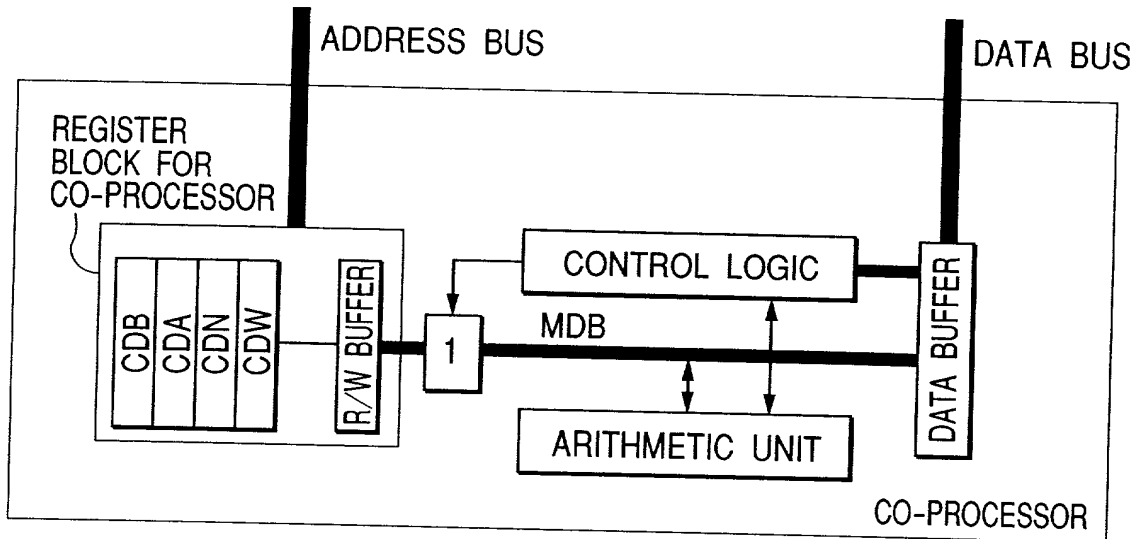 ADDRESS BUS
DATA BUS
REGISTER
BLOCK FOR
CO-PROCESSOR
CDB
CDA
CDN
CDW
R/W BUFFER
1
MDB
CONTROL LOGIC
ARITHMETIC UNIT
DATA BUFFER
CO-PROCESSOR